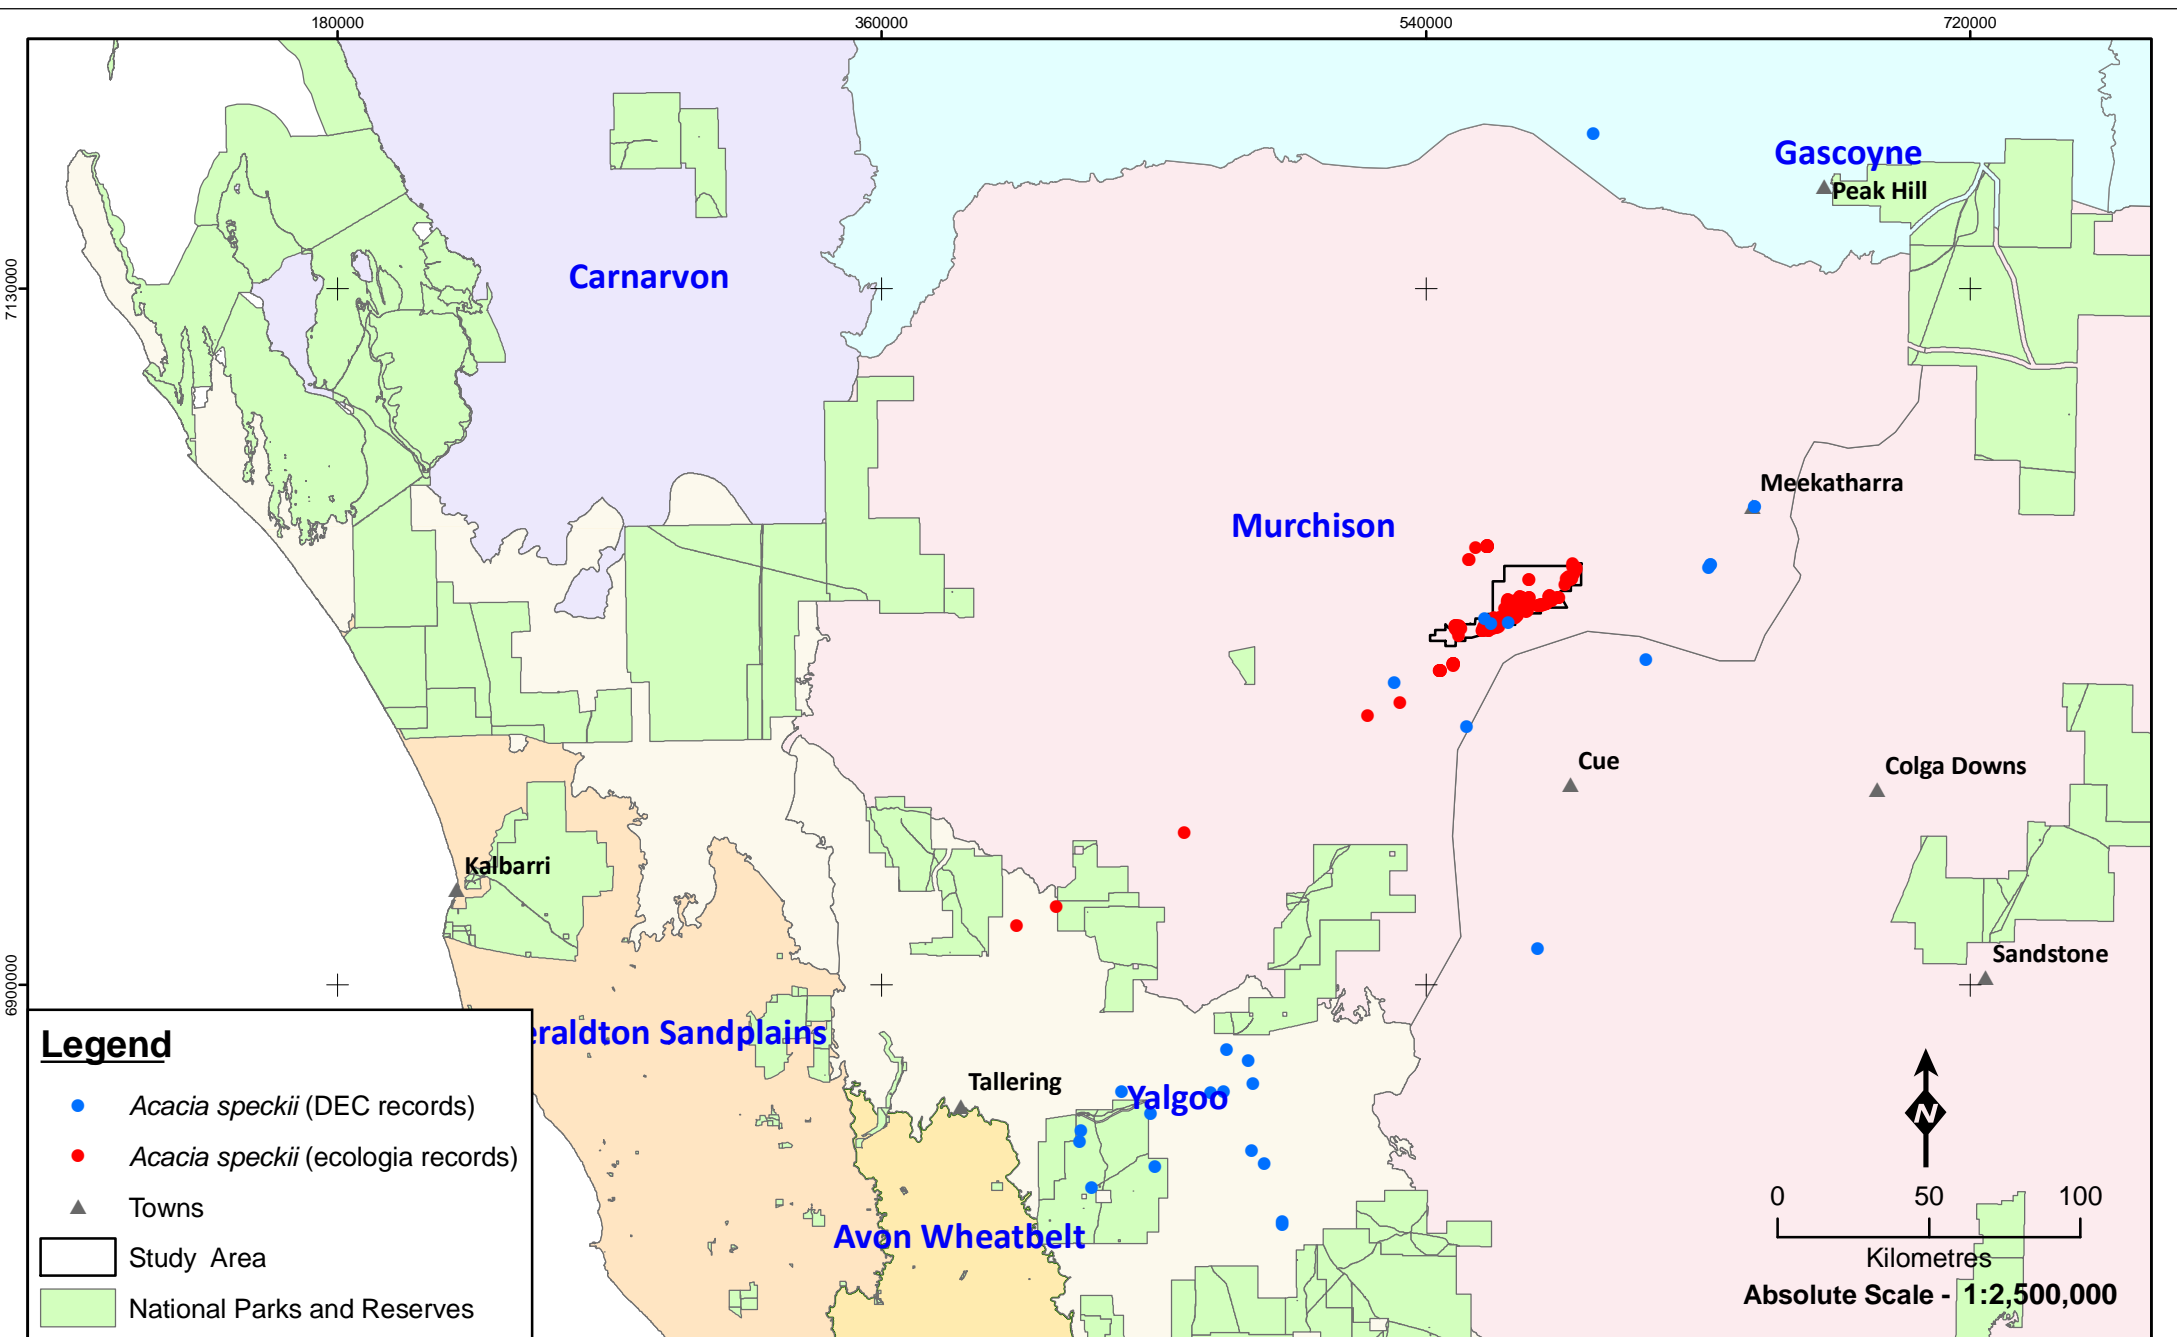 180000 360000 540000 720000
Gascoyne
Peak Hill
7130000
Carnarvon
Meekatharra
Murchison
Cue
Colga Downs
Kalbarri
Sandstone
6900000
eraldton Sandplains
Tallering
Yalgoo
Avon Wheatbelt
Legend
Acacia speckii (DEC records)
Acacia speckii (ecologia records)
Towns
Study Area
National Parks and Reserves
N
0 50 100
Kilometres
Absolute Scale - 1:2,500,000